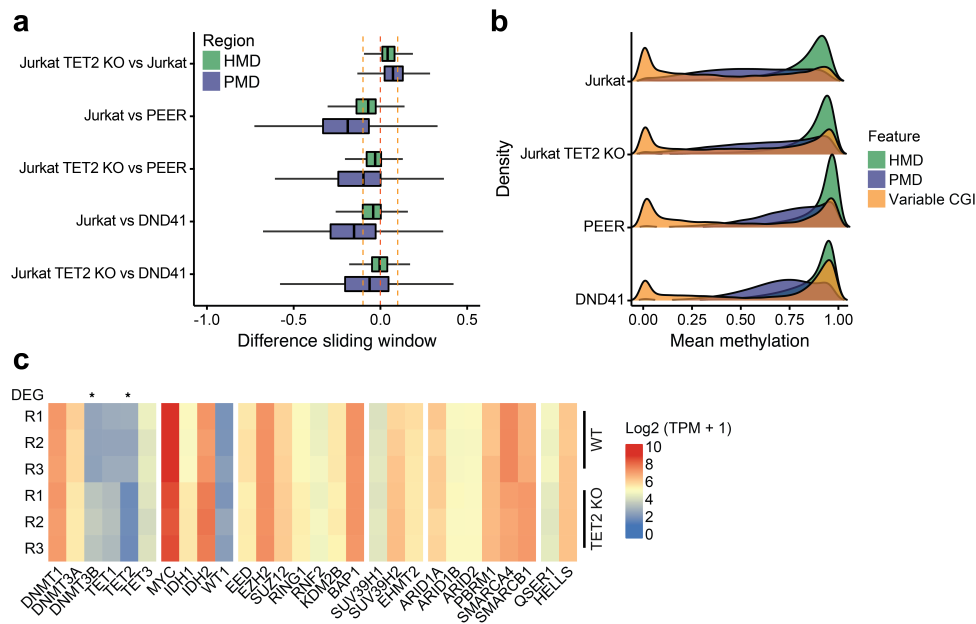 a
Region
HMD
PMD
Jurkat TET2 KO vs Jurkat
Jurkat vs PEER
Jurkat TET2 KO vs PEER
Jurkat vs DND41
Jurkat TET2 KO vs DND41
-1.0 -0.5 0.0 0.5
Difference sliding window
b
Density
Jurkat
Jurkat TET2 KO
PEER
DND41
0.00 0.25 0.50 0.75 1.00
Mean methylation
Feature
HMD
PMD
Variable CGI
c
DEG * *
R1
R2
R3
R1
R2
R3
WT
TET2 KO
DNMT1 DNMT3A DNMT3B TET1 TET2 TET3 MYC IDH1 IDH2 WT1 EED EZH2 SUZ12 RING1 RNF2 KDM2B BAP1 SUV39H1 SUV39H2 EHMT2 ARID1A ARID1B ARID2 PBRM1 SMARCA4 SMARCB1 QSER1 HELLS
Log2 (TPM + 1)
10
8
6
4
2
0